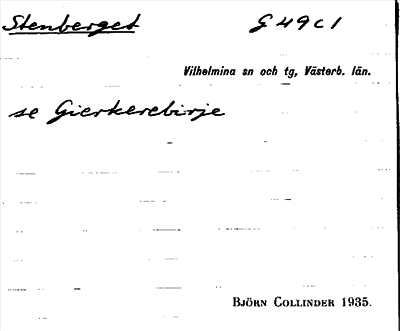 Stenberget G 49 c 1
Vilhelmina sn och tg, Västerb. län.
se Gierkerebirje
BJÖRN COLLINDER 1935.